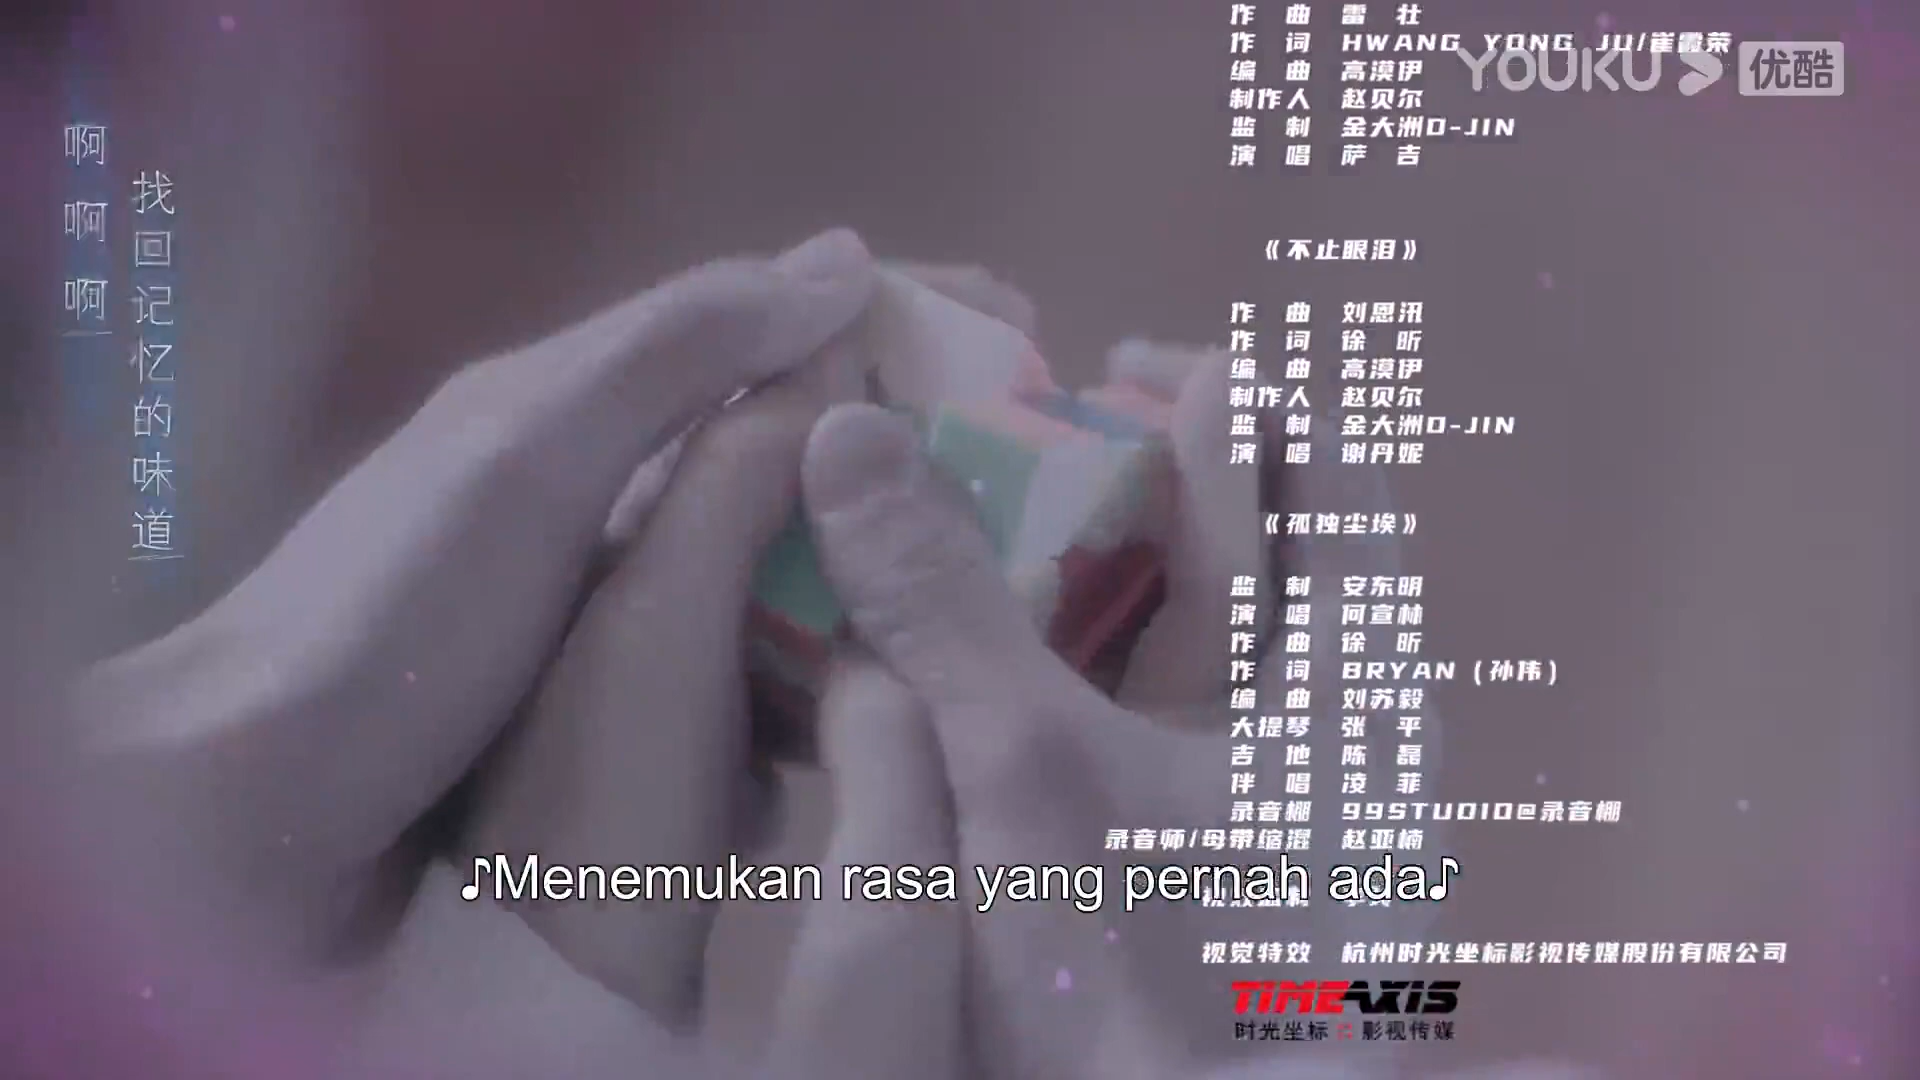 作 曲 雷 壮
作 词 HWANG YONG JU/崔霞荣
编 曲 高漠伊
制作人 赵贝尔
监 制 金大洲D-JIN
演 唱 萨 吉
YOUKU 优酷
找回记忆的味道
啊啊啊
《不止眼泪》
作 曲 刘恩汛
作 词 徐 昕
编 曲 高漠伊
制作人 赵贝尔
监 制 金大洲D-JIN
演 唱 谢丹妮
《孤独尘埃》
监 制 安东明
演 唱 何宣林
作 曲 徐 昕
作 词 BRYAN (孙伟)
编 曲 刘苏毅
大提琴 张 平
吉 他 陈 磊
伴 唱 凌 菲
录音棚 99STUDIO@录音棚
录音师/母带缩混 赵亚楠
♪Menemukan rasa yang pernah ada♪
视觉特效 杭州时光坐标影视传媒股份有限公司
TIMEAXIS
时光坐标::影视传媒